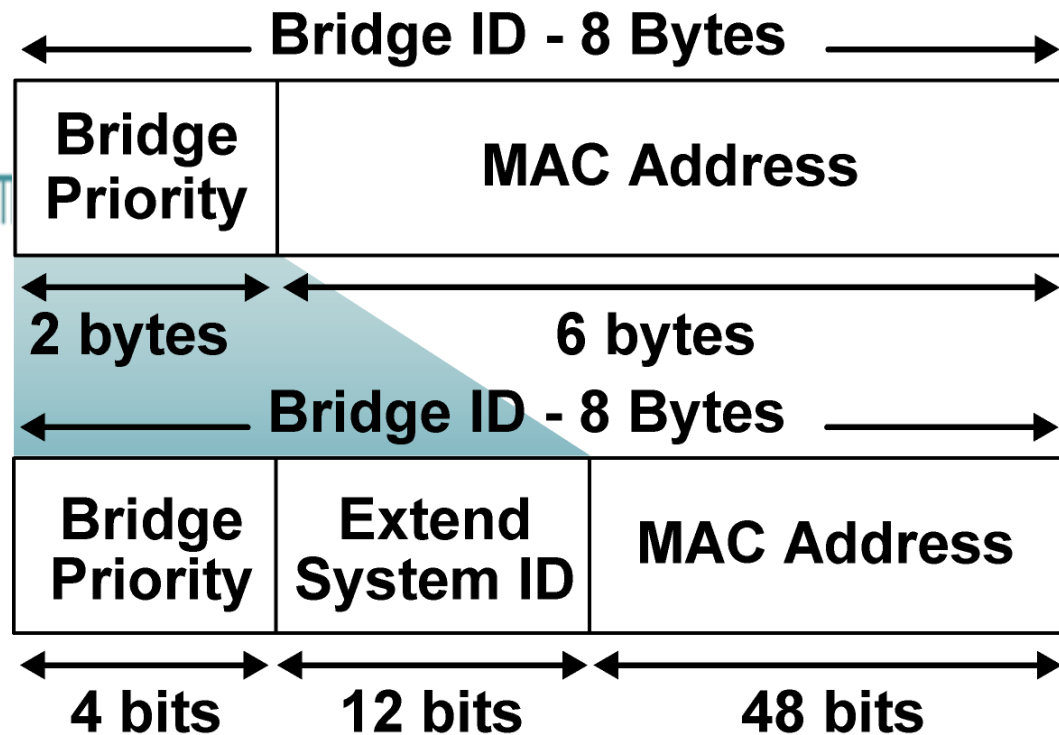 Bridge ID - 8 Bytes
Bridge
Priority
MAC Address
2 bytes
6 bytes
Bridge ID - 8 Bytes
Bridge
Priority
Extend
System ID
MAC Address
4 bits
12 bits
48 bits